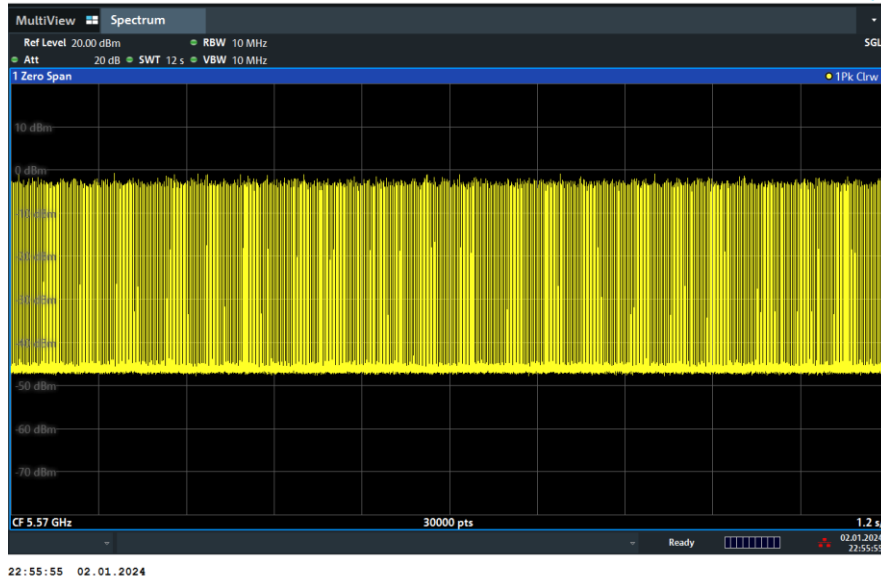 MultiView Spectrum
Ref Level 20.00 dBm RBW 10 MHz SGL
Att 20 dB SWT 12 s VBW 10 MHz
1 Zero Span 1Pk Clrw
10 dBm
0 dBm
-10 dBm
-20 dBm
-30 dBm
-40 dBm
-50 dBm
-60 dBm
-70 dBm
CF 5.57 GHz 30000 pts 1.2 s/
Ready 02.01.2024
22:55:55
22:55:55 02.01.2024